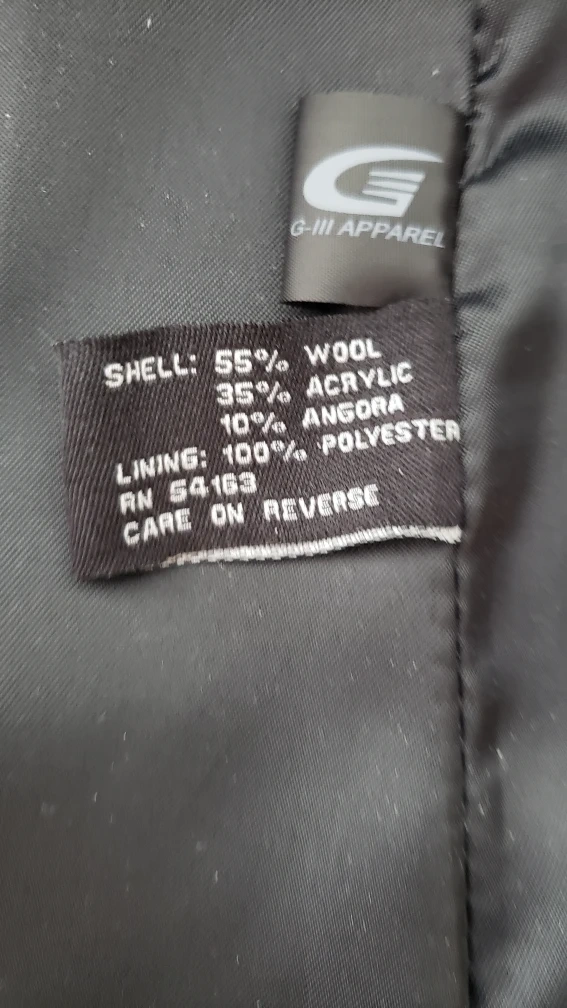 G-III APPAREL
SHELL: 55% WOOL
35% ACRYLIC
10% ANGORA
LINING: 100% POLYESTER
RN 54163
CARE ON REVERSE